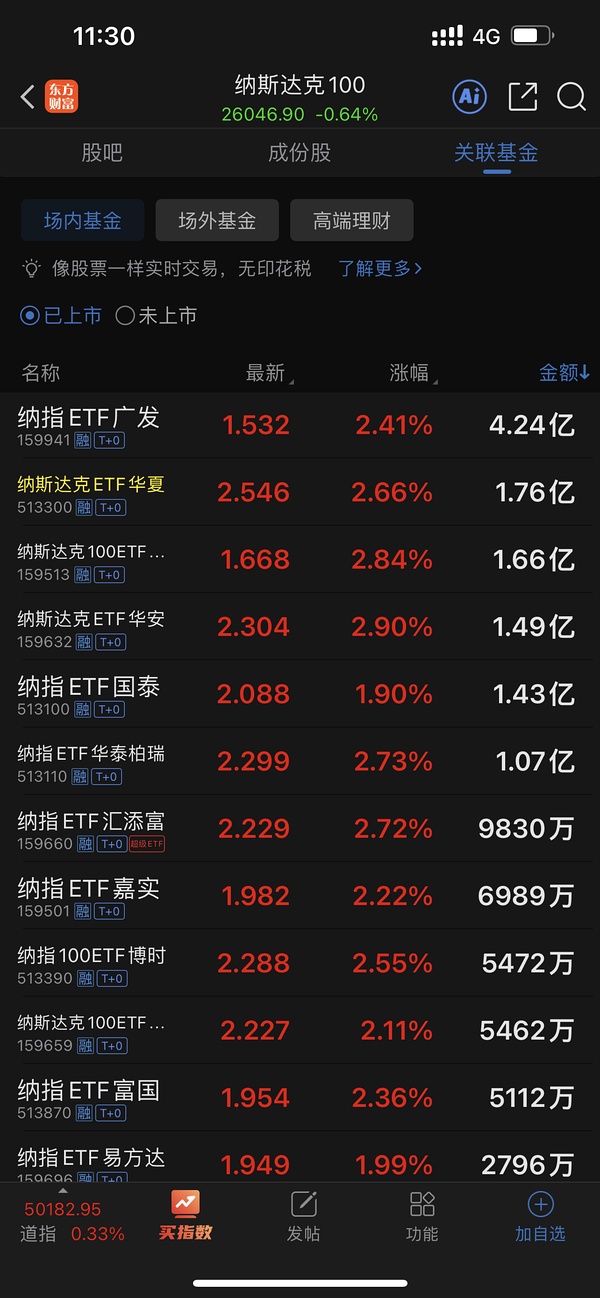 11:30
4G
东方财富
纳斯达克100
26046.90 -0.64%
Ai
股吧 成份股 关联基金
场内基金 场外基金 高端理财
像股票一样实时交易，无印花税 了解更多>
已上市 未上市
名称 最新 涨幅 金额↓
纳指ETF广发 1.532 2.41% 4.24亿
159941 融 T+0
纳斯达克ETF华夏 2.546 2.66% 1.76亿
513300 融 T+0
纳斯达克100ETF... 1.668 2.84% 1.66亿
159513 融 T+0
纳斯达克ETF华安 2.304 2.90% 1.49亿
159632 融 T+0
纳指ETF国泰 2.088 1.90% 1.43亿
513100 融 T+0
纳指ETF华泰柏瑞 2.299 2.73% 1.07亿
513110 融 T+0
纳指ETF汇添富 2.229 2.72% 9830万
159660 融 T+0 超级ETF
纳指ETF嘉实 1.982 2.22% 6989万
159501 融 T+0
纳指100ETF博时 2.288 2.55% 5472万
513390 融 T+0
纳斯达克100ETF... 2.227 2.11% 5462万
159659 融 T+0
纳指ETF富国 1.954 2.36% 5112万
513870 融 T+0
纳指ETF易方达 1.949 1.99% 2796万
159696 融 T+0
50182.95
道指 0.33% 买指数 发帖 功能 加自选